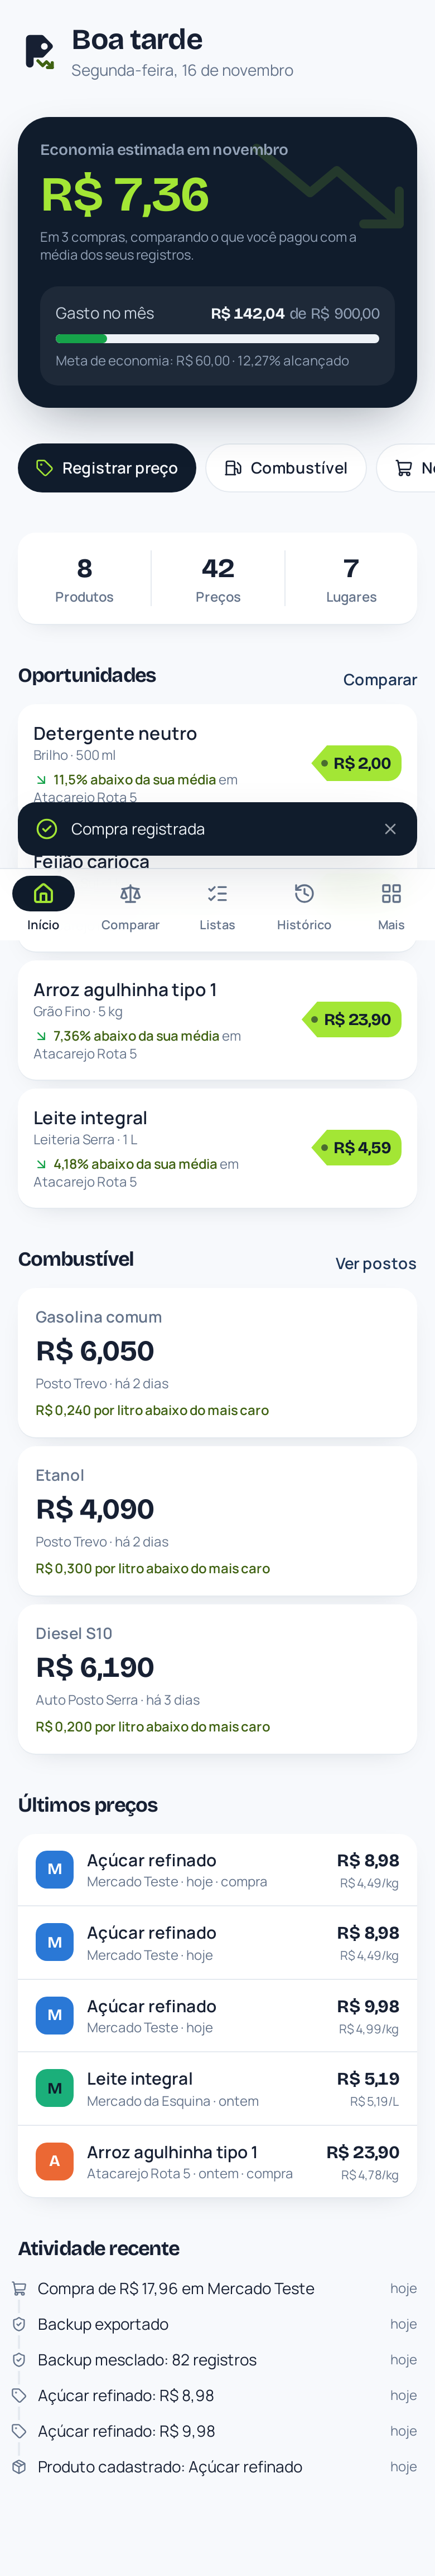 Boa tarde
Segunda-feira, 16 de novembro
Economia estimada em novembro
R$ 7,36
Em 3 compras, comparando o que você pagou com a
média dos seus registros.
Gasto no mês
R$ 142,04 de R$ 900,00
Meta de economia: R$ 60,00 · 12,27% alcançado
Registrar preço
Combustível
8
Produtos
42
Preços
7
Lugares
Oportunidades
Comparar
Detergente neutro
Brilho · 500 ml
11,5% abaixo da sua média em
Atacarejo Rota 5
R$ 2,00
Compra registrada
Feijão carioca
Início
Comparar
Listas
Histórico
Mais
Arroz agulhinha tipo 1
Grão Fino · 5 kg
7,36% abaixo da sua média em
Atacarejo Rota 5
R$ 23,90
Leite integral
Leiteria Serra · 1 L
4,18% abaixo da sua média em
Atacarejo Rota 5
R$ 4,59
Combustível
Ver postos
Gasolina comum
R$ 6,050
Posto Trevo · há 2 dias
R$ 0,240 por litro abaixo do mais caro
Etanol
R$ 4,090
Posto Trevo · há 2 dias
R$ 0,300 por litro abaixo do mais caro
Diesel S10
R$ 6,190
Auto Posto Serra · há 3 dias
R$ 0,200 por litro abaixo do mais caro
Últimos preços
M
Açúcar refinado
Mercado Teste · hoje · compra
R$ 8,98
R$ 4,49/kg
M
Açúcar refinado
Mercado Teste · hoje
R$ 8,98
R$ 4,49/kg
M
Açúcar refinado
Mercado Teste · hoje
R$ 9,98
R$ 4,99/kg
M
Leite integral
Mercado da Esquina · ontem
R$ 5,19
R$ 5,19/L
A
Arroz agulhinha tipo 1
Atacarejo Rota 5 · ontem · compra
R$ 23,90
R$ 4,78/kg
Atividade recente
Compra de R$ 17,96 em Mercado Teste
hoje
Backup exportado
hoje
Backup mesclado: 82 registros
hoje
Açúcar refinado: R$ 8,98
hoje
Açúcar refinado: R$ 9,98
hoje
Produto cadastrado: Açúcar refinado
hoje